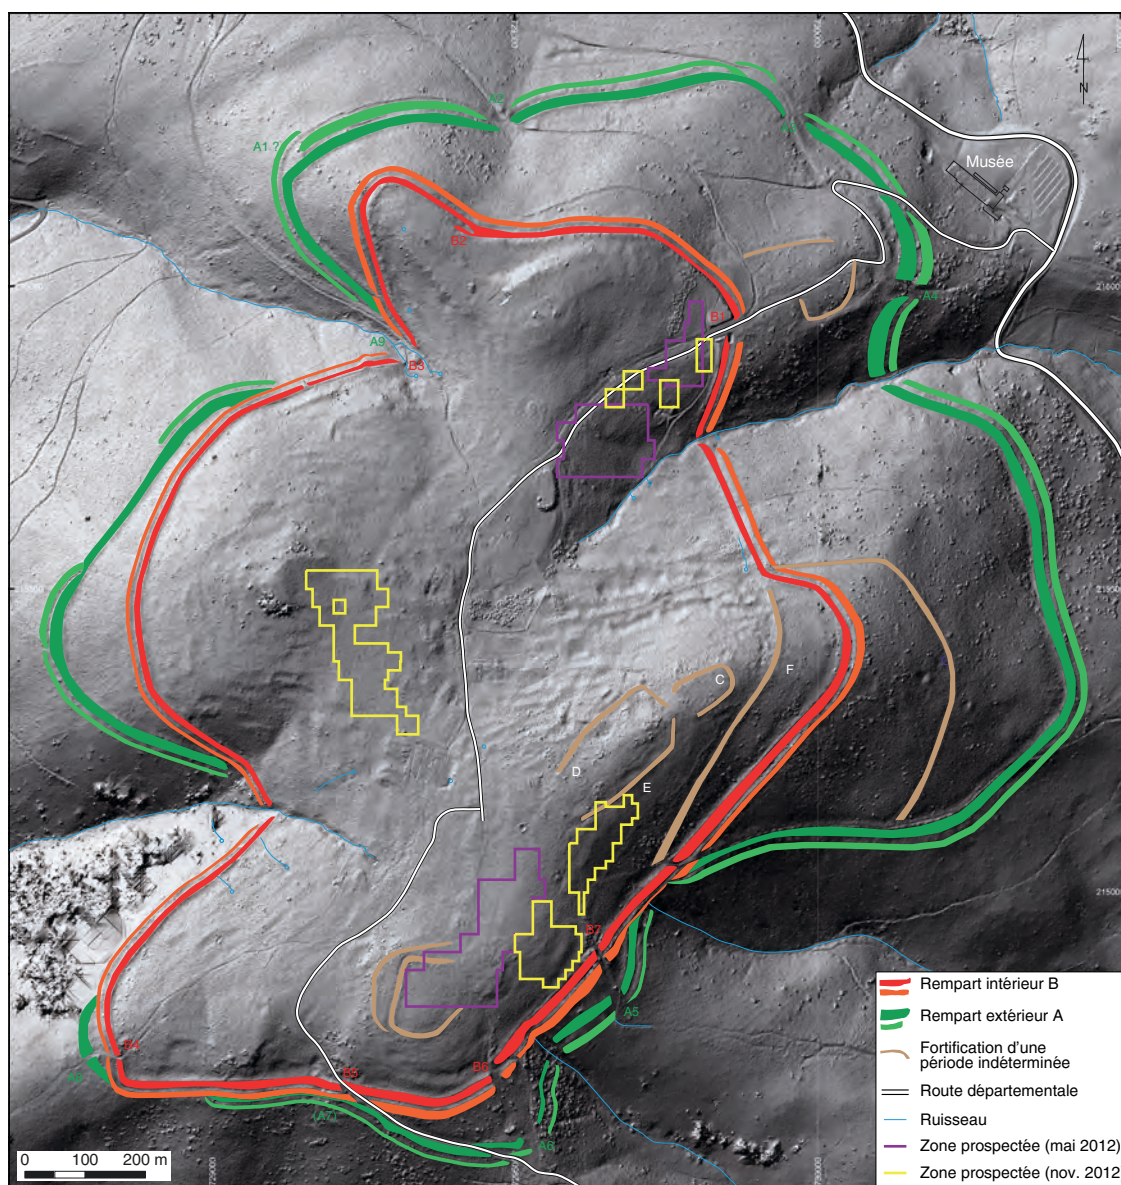 A2
A3
A1 ?
Musée
N
B2
A4
B1
A9
B3
F
C
D
E
B7
A5
B4
A8
B5
B6
(A7)
A6
Rempart intérieur B
Rempart extérieur A
Fortification d'une
période indéterminée
Route départementale
Ruisseau
Zone prospectée (mai 2012)
Zone prospectée (nov. 2012)
0 100 200 m